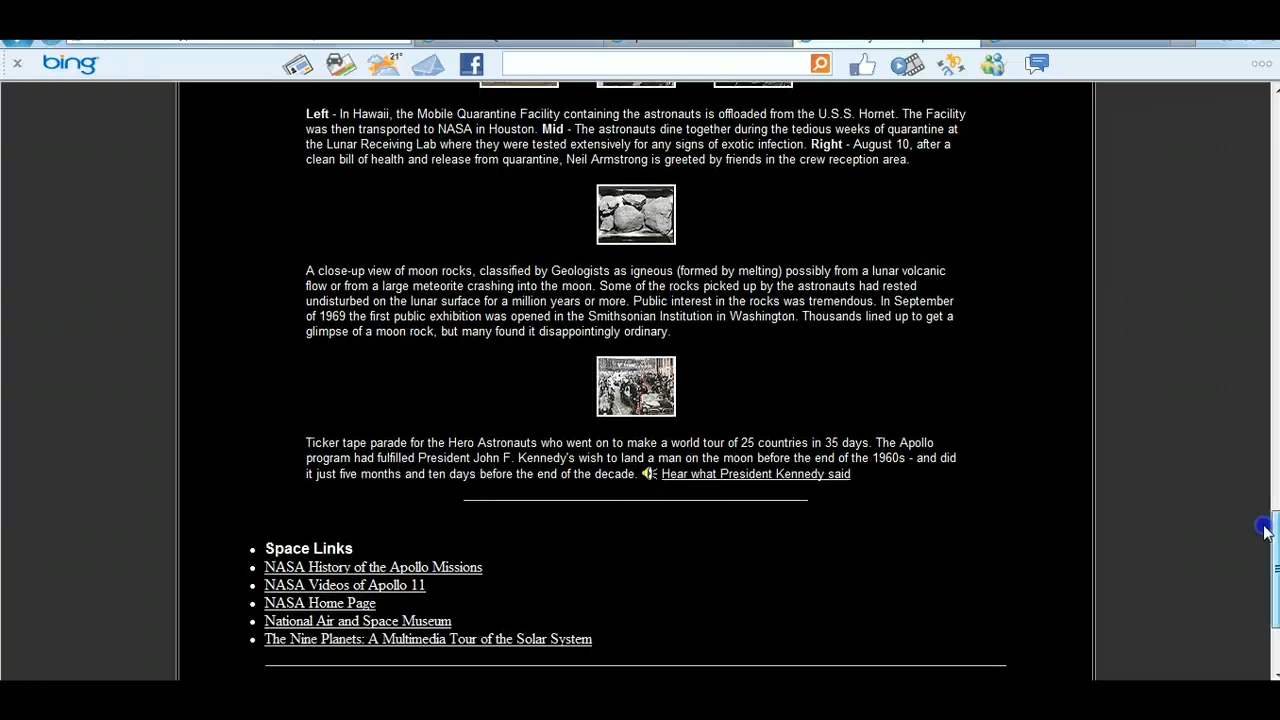 bing
21°
Left - In Hawaii, the Mobile Quarantine Facility containing the astronauts is offloaded from the U.S.S. Hornet. The Facility
was then transported to NASA in Houston. Mid - The astronauts dine together during the tedious weeks of quarantine at
the Lunar Receiving Lab where they were tested extensively for any signs of exotic infection. Right - August 10, after a
clean bill of health and release from quarantine, Neil Armstrong is greeted by friends in the crew reception area.
A close-up view of moon rocks, classified by Geologists as igneous (formed by melting) possibly from a lunar volcanic
flow or from a large meteorite crashing into the moon. Some of the rocks picked up by the astronauts had rested
undisturbed on the lunar surface for a million years or more. Public interest in the rocks was tremendous. In September
of 1969 the first public exhibition was opened in the Smithsonian Institution in Washington. Thousands lined up to get a
glimpse of a moon rock, but many found it disappointingly ordinary.
Ticker tape parade for the Hero Astronauts who went on to make a world tour of 25 countries in 35 days. The Apollo
program had fulfilled President John F. Kennedy's wish to land a man on the moon before the end of the 1960s - and did
it just five months and ten days before the end of the decade. Hear what President Kennedy said
Space Links
NASA History of the Apollo Missions
NASA Videos of Apollo 11
NASA Home Page
National Air and Space Museum
The Nine Planets: A Multimedia Tour of the Solar System